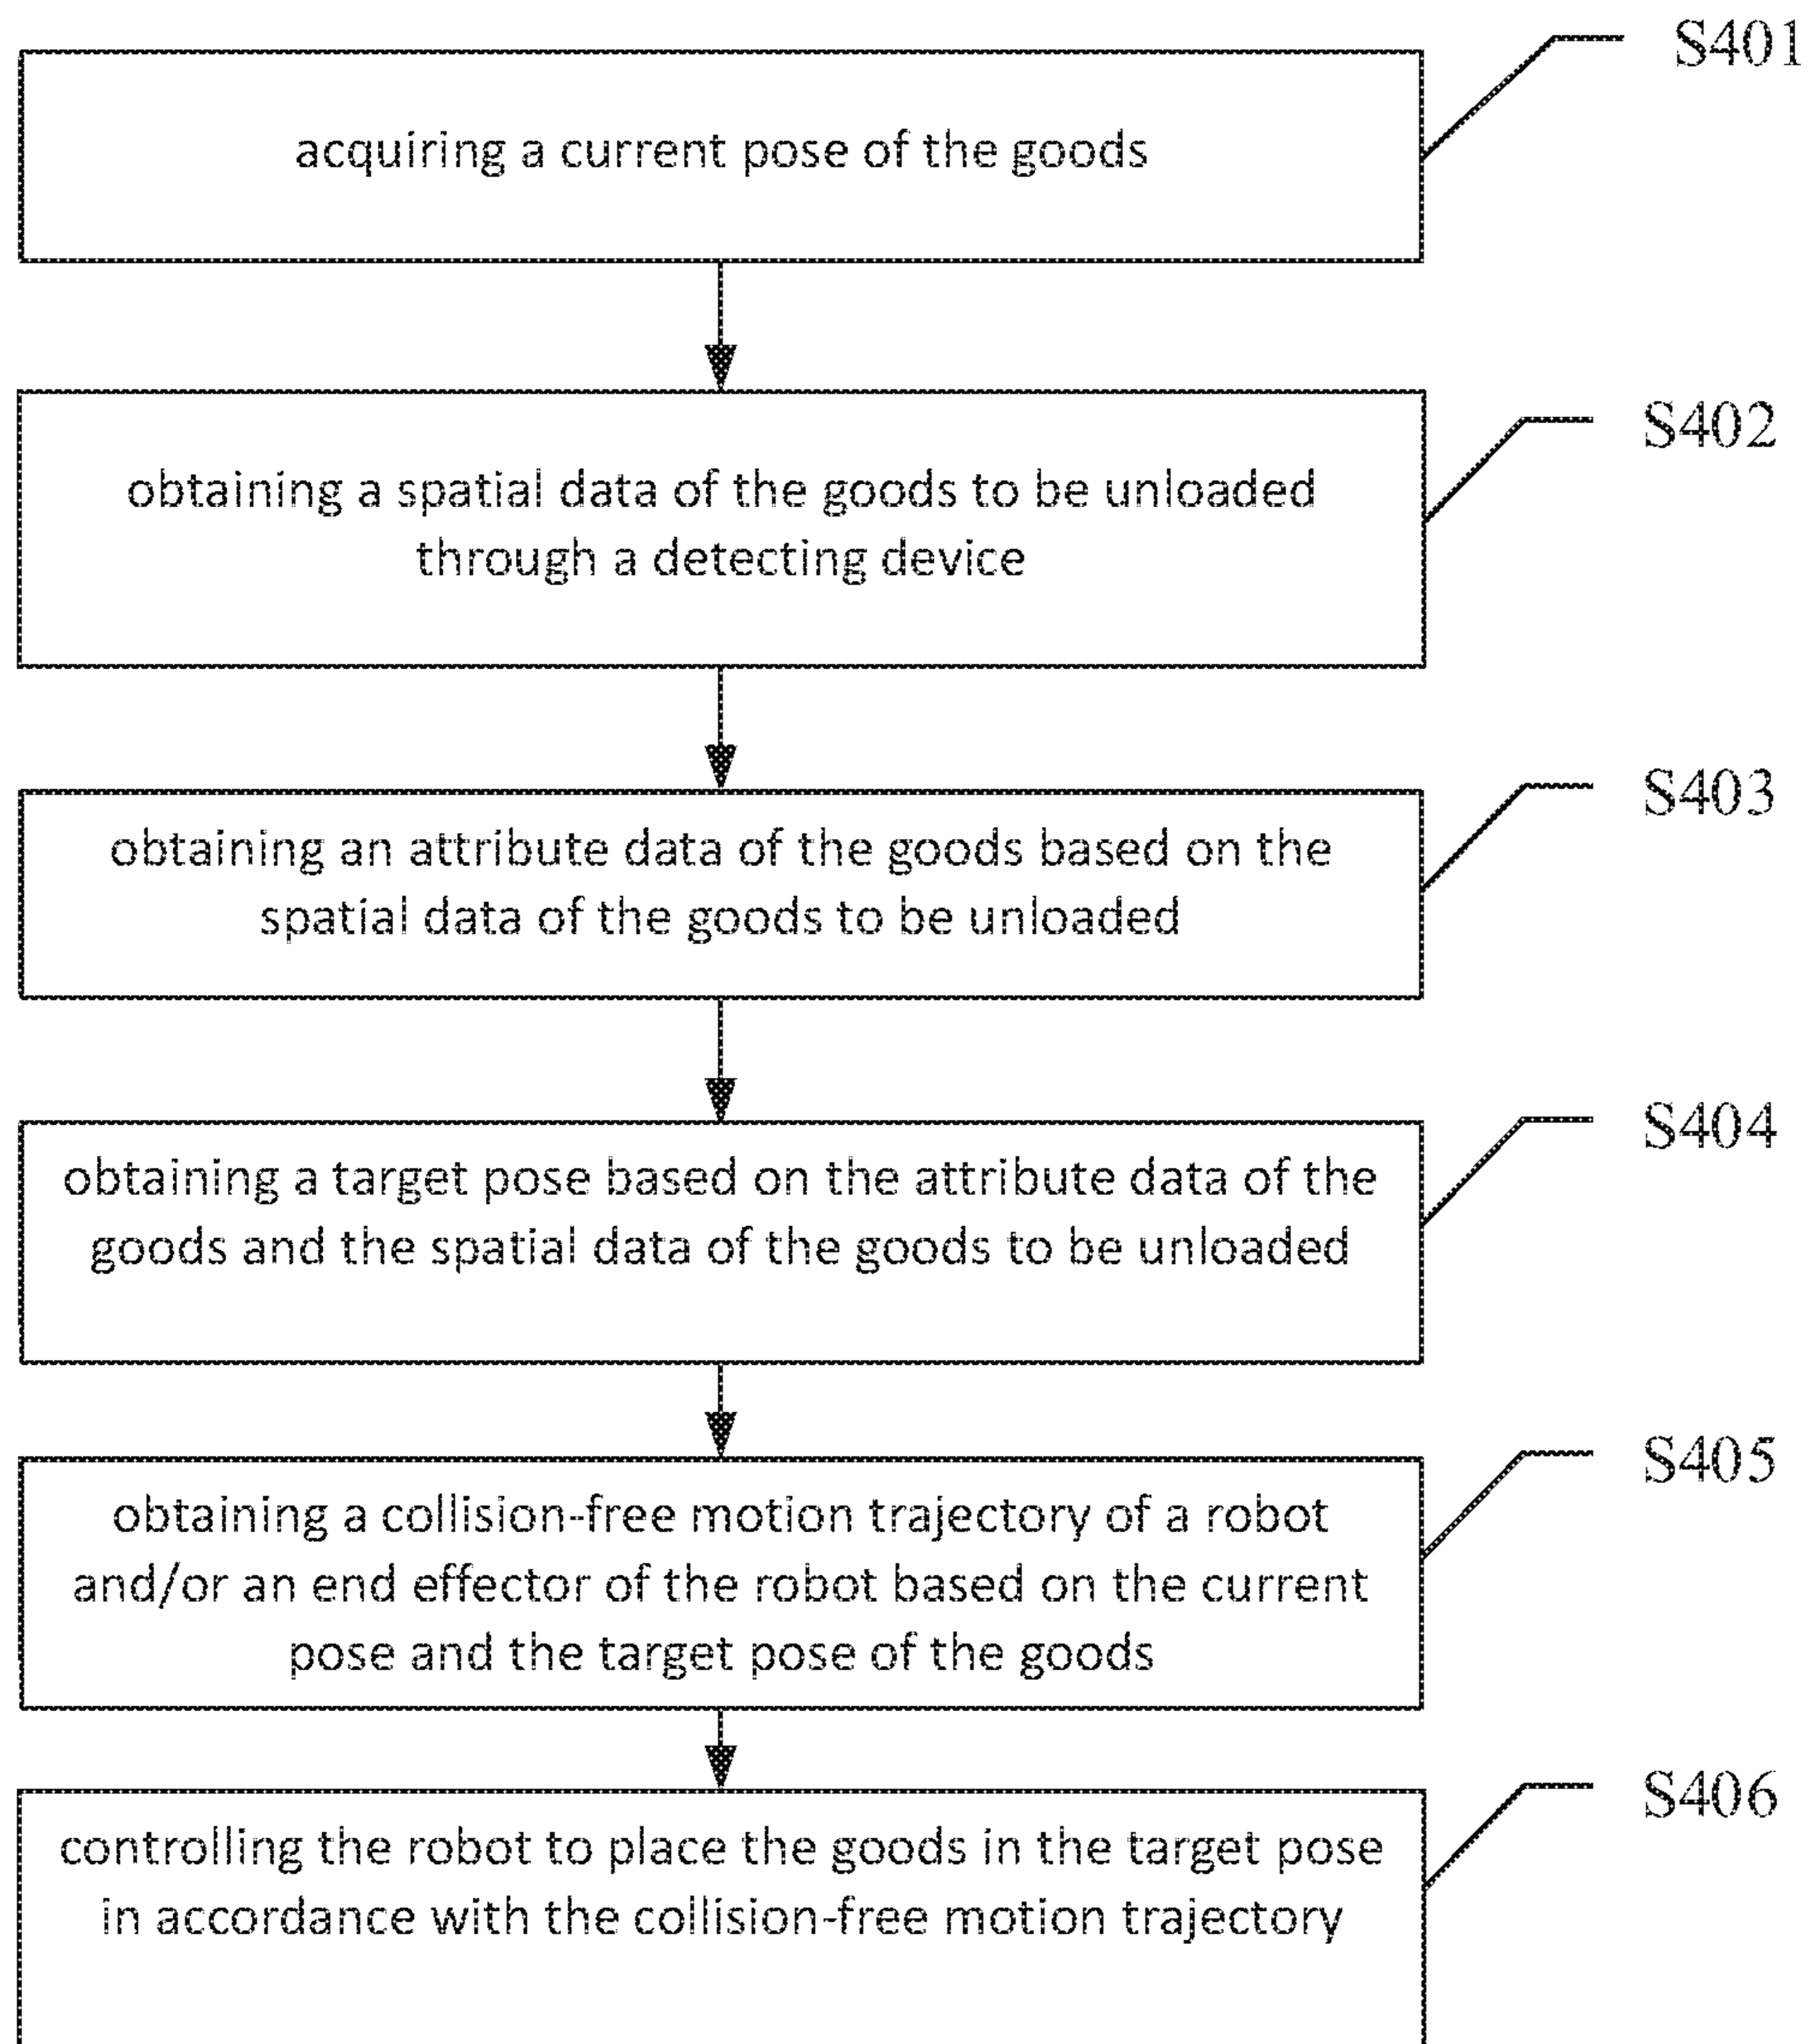 S401
acquiring a current pose of the goods
S402
obtaining a spatial data of the goods to be unloaded
through a detecting device
S403
obtaining an attribute data of the goods based on the
spatial data of the goods to be unloaded
S404
obtaining a target pose based on the attribute data of the
goods and the spatial data of the goods to be unloaded
S405
obtaining a collision-free motion trajectory of a robot
and/or an end effector of the robot based on the current
pose and the target pose of the goods
S406
controlling the robot to place the goods in the target pose
in accordance with the collision-free motion trajectory